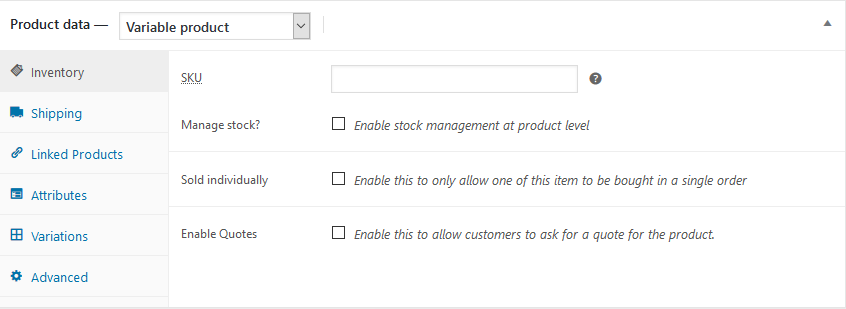 Product data — Variable product
Inventory
Shipping
Linked Products
Attributes
Variations
Advanced
SKU
Manage stock? Enable stock management at product level
Sold individually Enable this to only allow one of this item to be bought in a single order
Enable Quotes Enable this to allow customers to ask for a quote for the product.